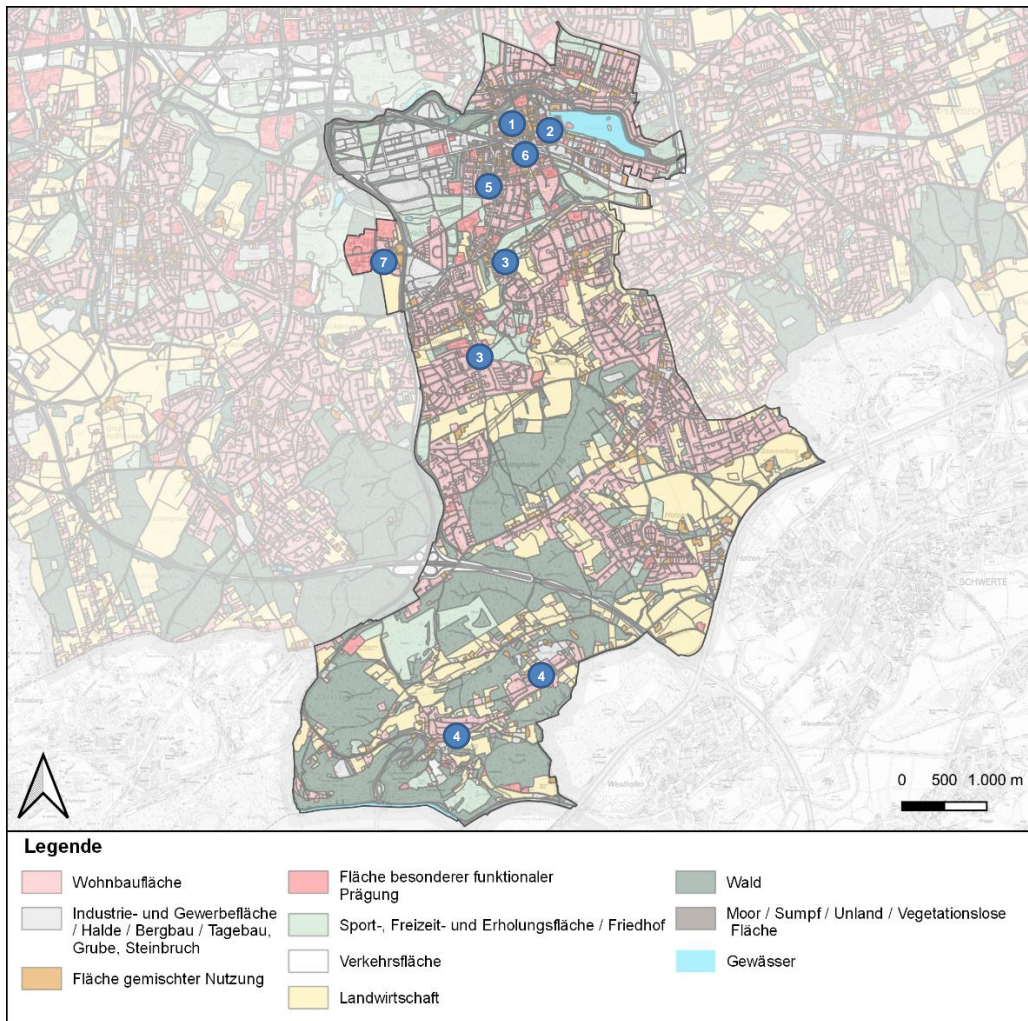 1
2
6
5
7
3
3
SCHWERTE
4
4
Westhofen
0 500 1.000 m
Legende
Wohnbaufläche
Industrie- und Gewerbefläche
/ Halde / Bergbau / Tagebau,
Grube, Steinbruch
Fläche gemischter Nutzung
Fläche besonderer funktionaler
Prägung
Sport-, Freizeit- und Erholungsfläche / Friedhof
Verkehrsfläche
Landwirtschaft
Wald
Moor / Sumpf / Unland / Vegetationslose
Fläche
Gewässer